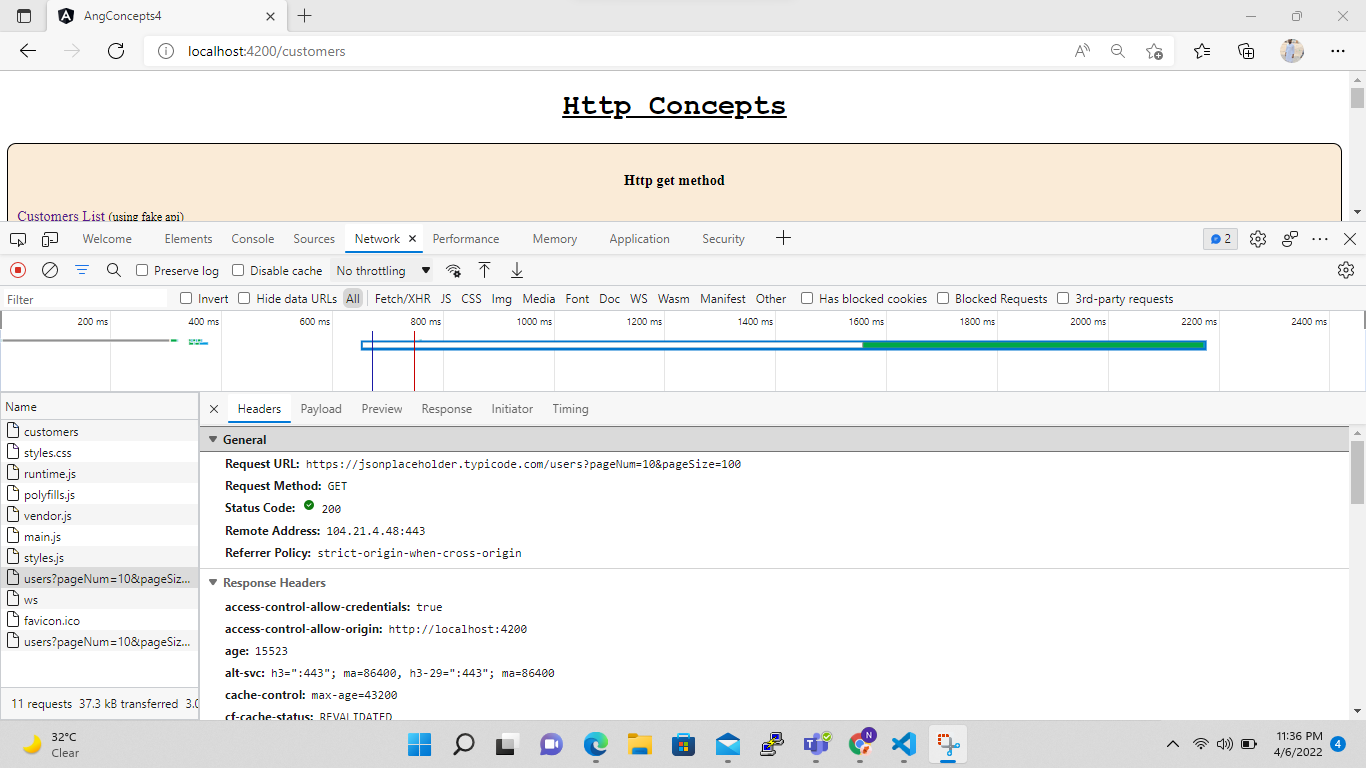 AngConcepts4
localhost:4200/customers
Http Concepts
Http get method
Customers List (using fake api)
Welcome Elements Console Sources Network Performance Memory Application Security 2
Preserve log Disable cache No throttling
Filter Invert Hide data URLs All Fetch/XHR JS CSS Img Media Font Doc WS Wasm Manifest Other Has blocked cookies Blocked Requests 3rd-party requests
200 ms 400 ms 600 ms 800 ms 1000 ms 1200 ms 1400 ms 1600 ms 1800 ms 2000 ms 2200 ms 2400 ms
Name
customers
styles.css
runtime.js
polyfills.js
vendor.js
main.js
styles.js
users?pageNum=10&pageSiz...
ws
favicon.ico
users?pageNum=10&pageSiz...
11 requests 37.3 kB transferred 3.0
Headers Payload Preview Response Initiator Timing
General
Request URL: https://jsonplaceholder.typicode.com/users?pageNum=10&pageSize=100
Request Method: GET
Status Code: 200
Remote Address: 104.21.4.48:443
Referrer Policy: strict-origin-when-cross-origin
Response Headers
access-control-allow-credentials: true
access-control-allow-origin: http://localhost:4200
age: 15523
alt-svc: h3=":443"; ma=86400, h3-29=":443"; ma=86400
cache-control: max-age=43200
cf-cache-status: REVALIDATED
32°C
Clear
N
11:36 PM
4/6/2022
4